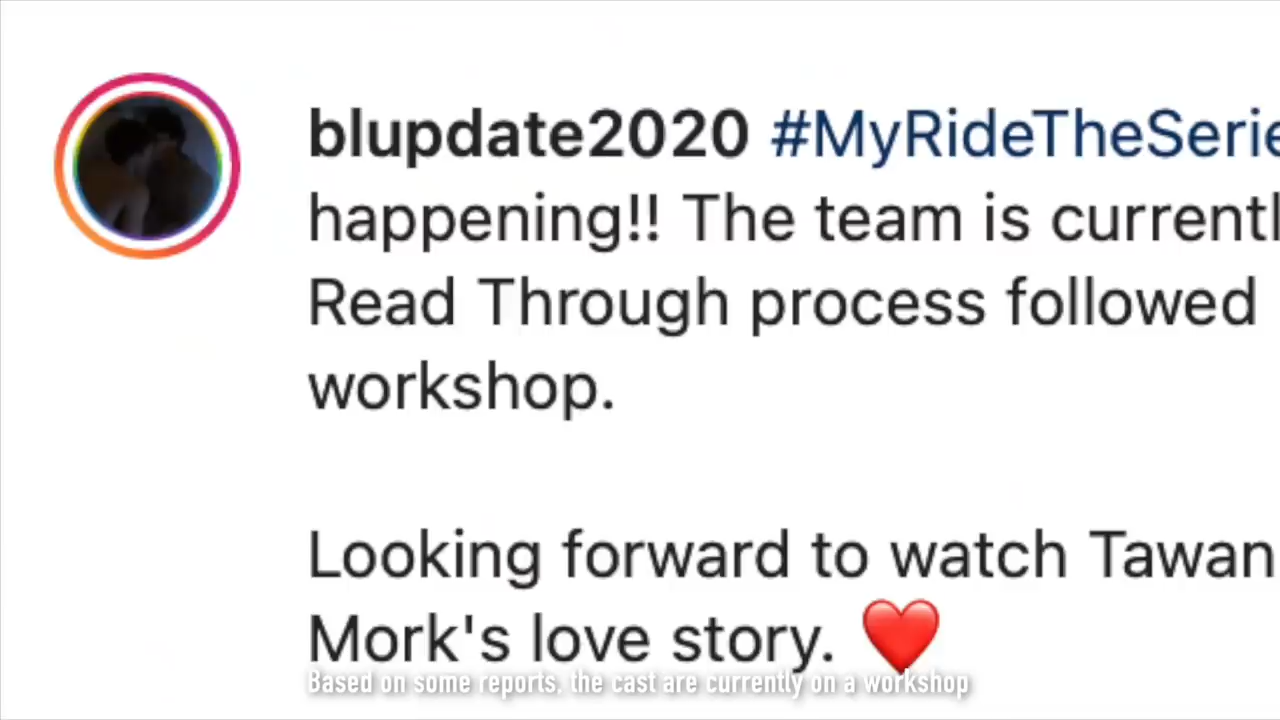 blupdate2020 #MyRideTheSerie
happening!! The team is currentl
Read Through process followed
workshop.
Looking forward to watch Tawan
Mork's love story. ❤️
Based on some reports, the cast are currently on a workshop